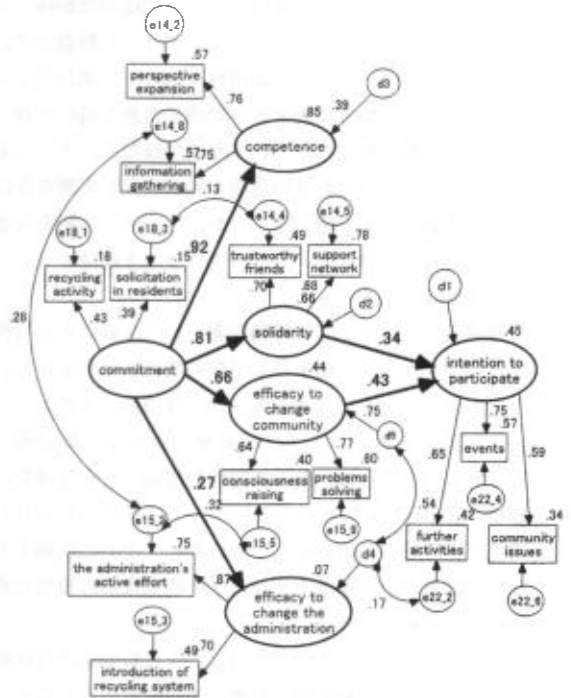 e14_2
.57
perspective
expansion
.76
e14_8
.57
.75
information
gathering
.85
.39
d3
competence
.13
e18_1
.18
recycling
activity
.43
e18_3
.15
solicitation
in residents
.39
.92
e14_4
.49
trustworthy
friends
.70
e14_5
.78
support
network
.88
.66
d2
solidarity
.28
.81
.34
d1
.45
intention to
participate
commitment
.66
.44
efficacy to
change
community
.43
.75
d5
.64
.77
.65
.75
.57
events
.59
e22_4
.27
.40
consciousness
raising
.60
problems
solving
.32
e15_2
e15_5
e15_8
.54
.42
further
activities
.34
community
issues
d4
.75
the administration's
active effort
.87
.07
efficacy to
change the
administration
.17
e22_2
e22_6
e15_3
.49
.70
introduction of
recycling system